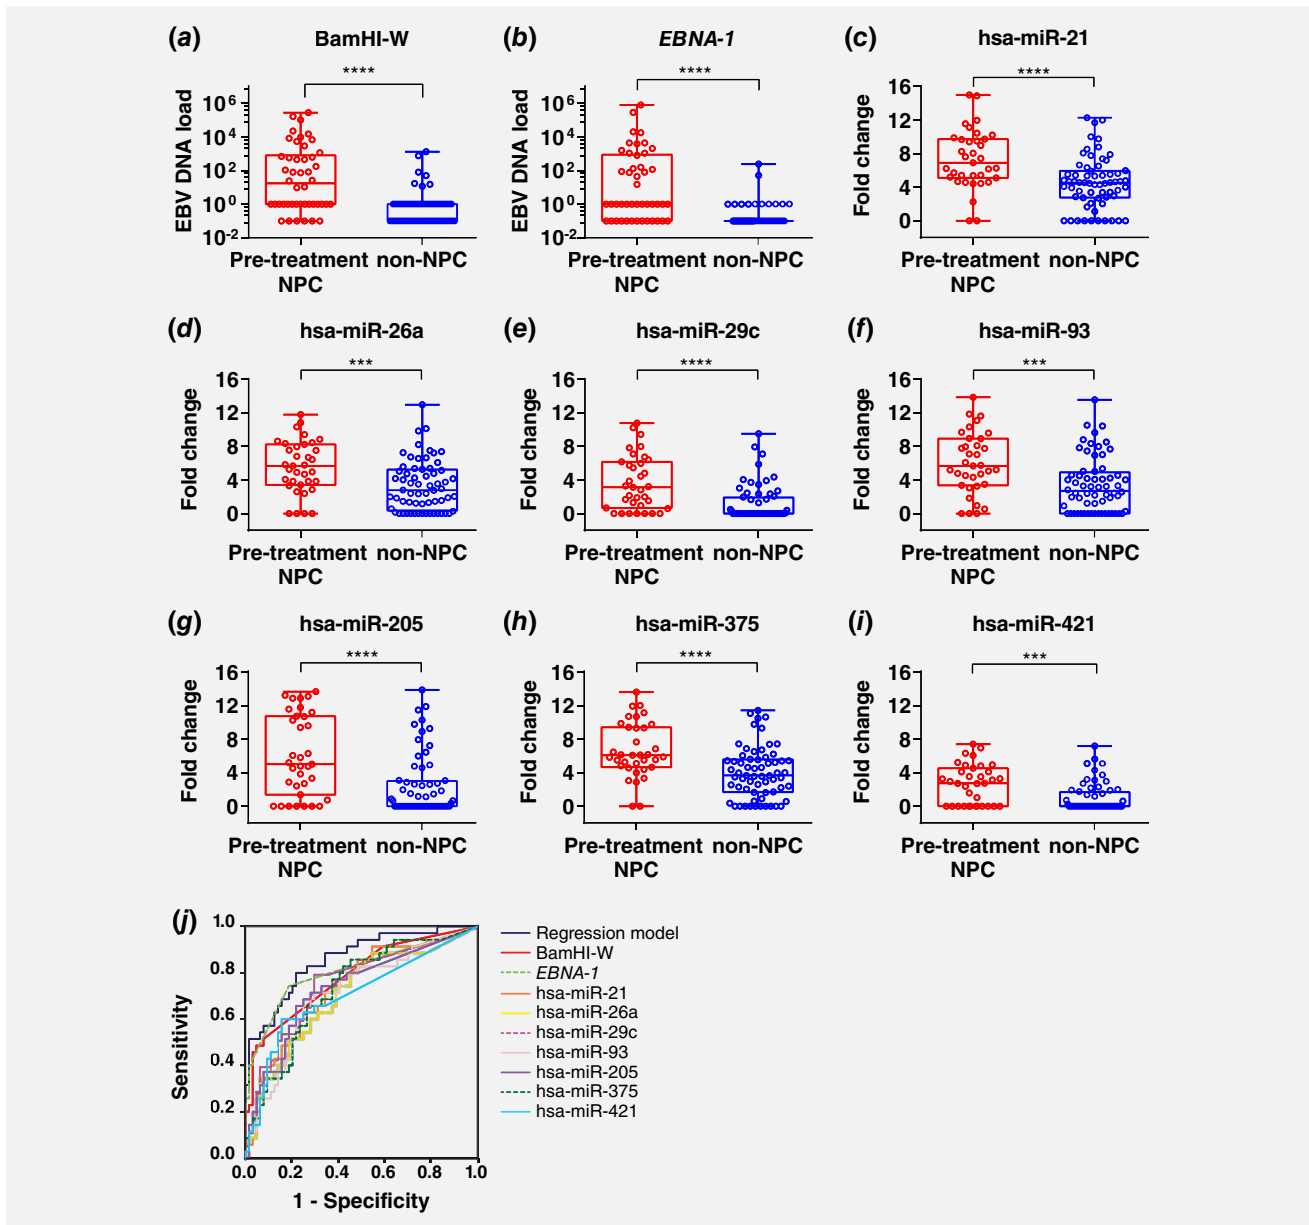 (a) BamHI-W
****
EBV DNA load
10^6
10^4
10^2
10^0
10^-2
Pre-treatment NPC non-NPC
(b) EBNA-1
****
EBV DNA load
10^6
10^4
10^2
10^0
10^-2
Pre-treatment NPC non-NPC
(c) hsa-miR-21
****
Fold change
16
12
8
4
0
Pre-treatment NPC non-NPC
(d) hsa-miR-26a
***
Fold change
16
12
8
4
0
Pre-treatment NPC non-NPC
(e) hsa-miR-29c
****
Fold change
16
12
8
4
0
Pre-treatment NPC non-NPC
(f) hsa-miR-93
***
Fold change
16
12
8
4
0
Pre-treatment NPC non-NPC
(g) hsa-miR-205
****
Fold change
16
12
8
4
0
Pre-treatment NPC non-NPC
(h) hsa-miR-375
****
Fold change
16
12
8
4
0
Pre-treatment NPC non-NPC
(i) hsa-miR-421
***
Fold change
16
12
8
4
0
Pre-treatment NPC non-NPC
(j)
Sensitivity
1.0
0.8
0.6
0.4
0.2
0.0
0.0 0.2 0.4 0.6 0.8 1.0
1 - Specificity
Regression model
BamHI-W
EBNA-1
hsa-miR-21
hsa-miR-26a
hsa-miR-29c
hsa-miR-93
hsa-miR-205
hsa-miR-375
hsa-miR-421